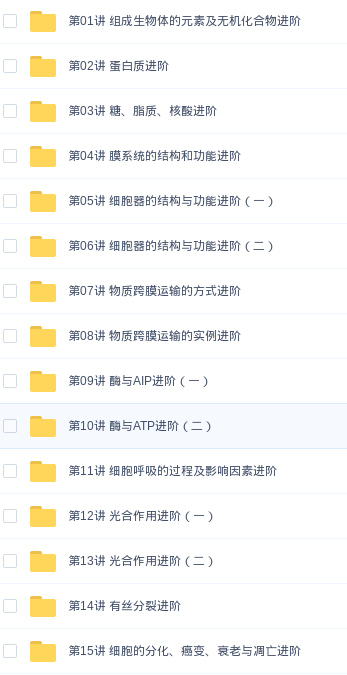 第01讲 组成生物体的元素及无机化合物进阶
第02讲 蛋白质进阶
第03讲 糖、脂质、核酸进阶
第04讲 膜系统的结构和功能进阶
第05讲 细胞器的结构与功能进阶（一）
第06讲 细胞器的结构与功能进阶（二）
第07讲 物质跨膜运输的方式进阶
第08讲 物质跨膜运输的实例进阶
第09讲 酶与AIP进阶（一）
第10讲 酶与ATP进阶（二）
第11讲 细胞呼吸的过程及影响因素进阶
第12讲 光合作用进阶（一）
第13讲 光合作用进阶（二）
第14讲 有丝分裂进阶
第15讲 细胞的分化、癌变、衰老与凋亡进阶